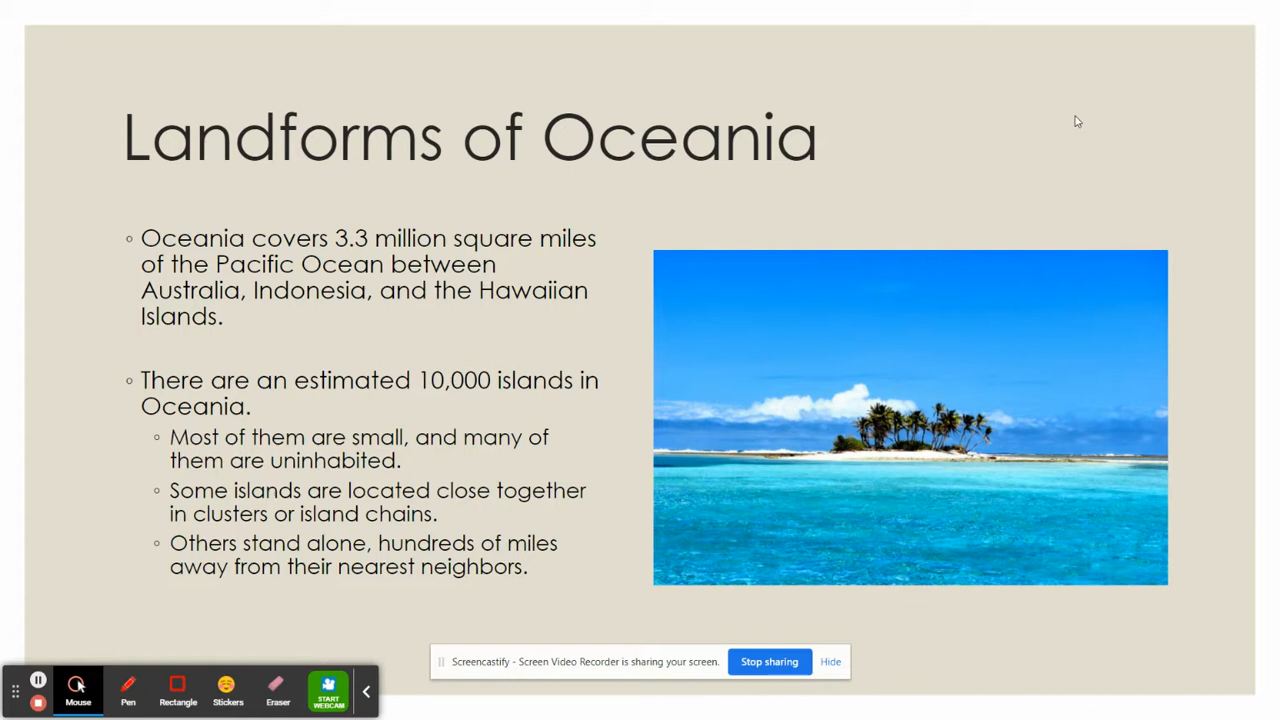 Landforms of Oceania
◦ Oceania covers 3.3 million square miles
of the Pacific Ocean between
Australia, Indonesia, and the Hawaiian
Islands.
◦ There are an estimated 10,000 islands in
Oceania.
◦ Most of them are small, and many of
them are uninhabited.
◦ Some islands are located close together
in clusters or island chains.
◦ Others stand alone, hundreds of miles
away from their nearest neighbors.
Screencastify - Screen Video Recorder is sharing your screen. Stop sharing Hide
Mouse Pen Rectangle Stickers Eraser START
WEBCAM